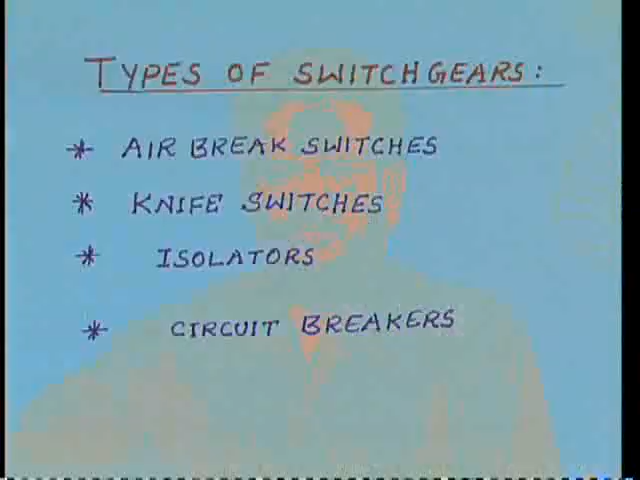 TYPES OF SWITCHGEARS:
* AIR BREAK SWITCHES
* KNIFE SWITCHES
* ISOLATORS
* CIRCUIT BREAKERS